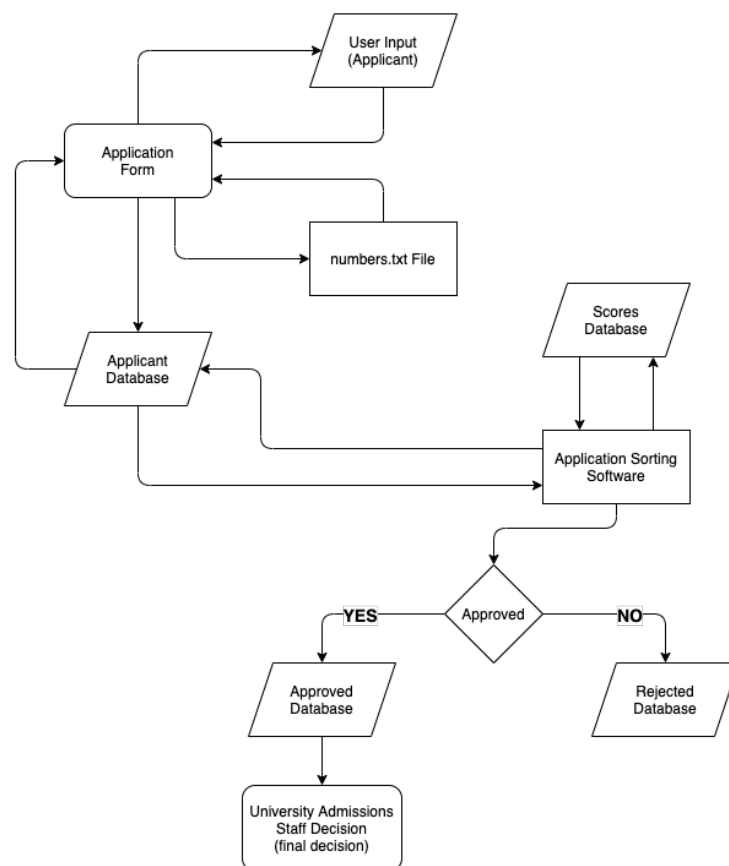 User Input
(Applicant)
Application
Form
numbers.txt File
Scores
Database
Applicant
Database
Application Sorting
Software
YES
Approved
NO
Approved
Database
Rejected
Database
University Admissions
Staff Decision
(final decision)